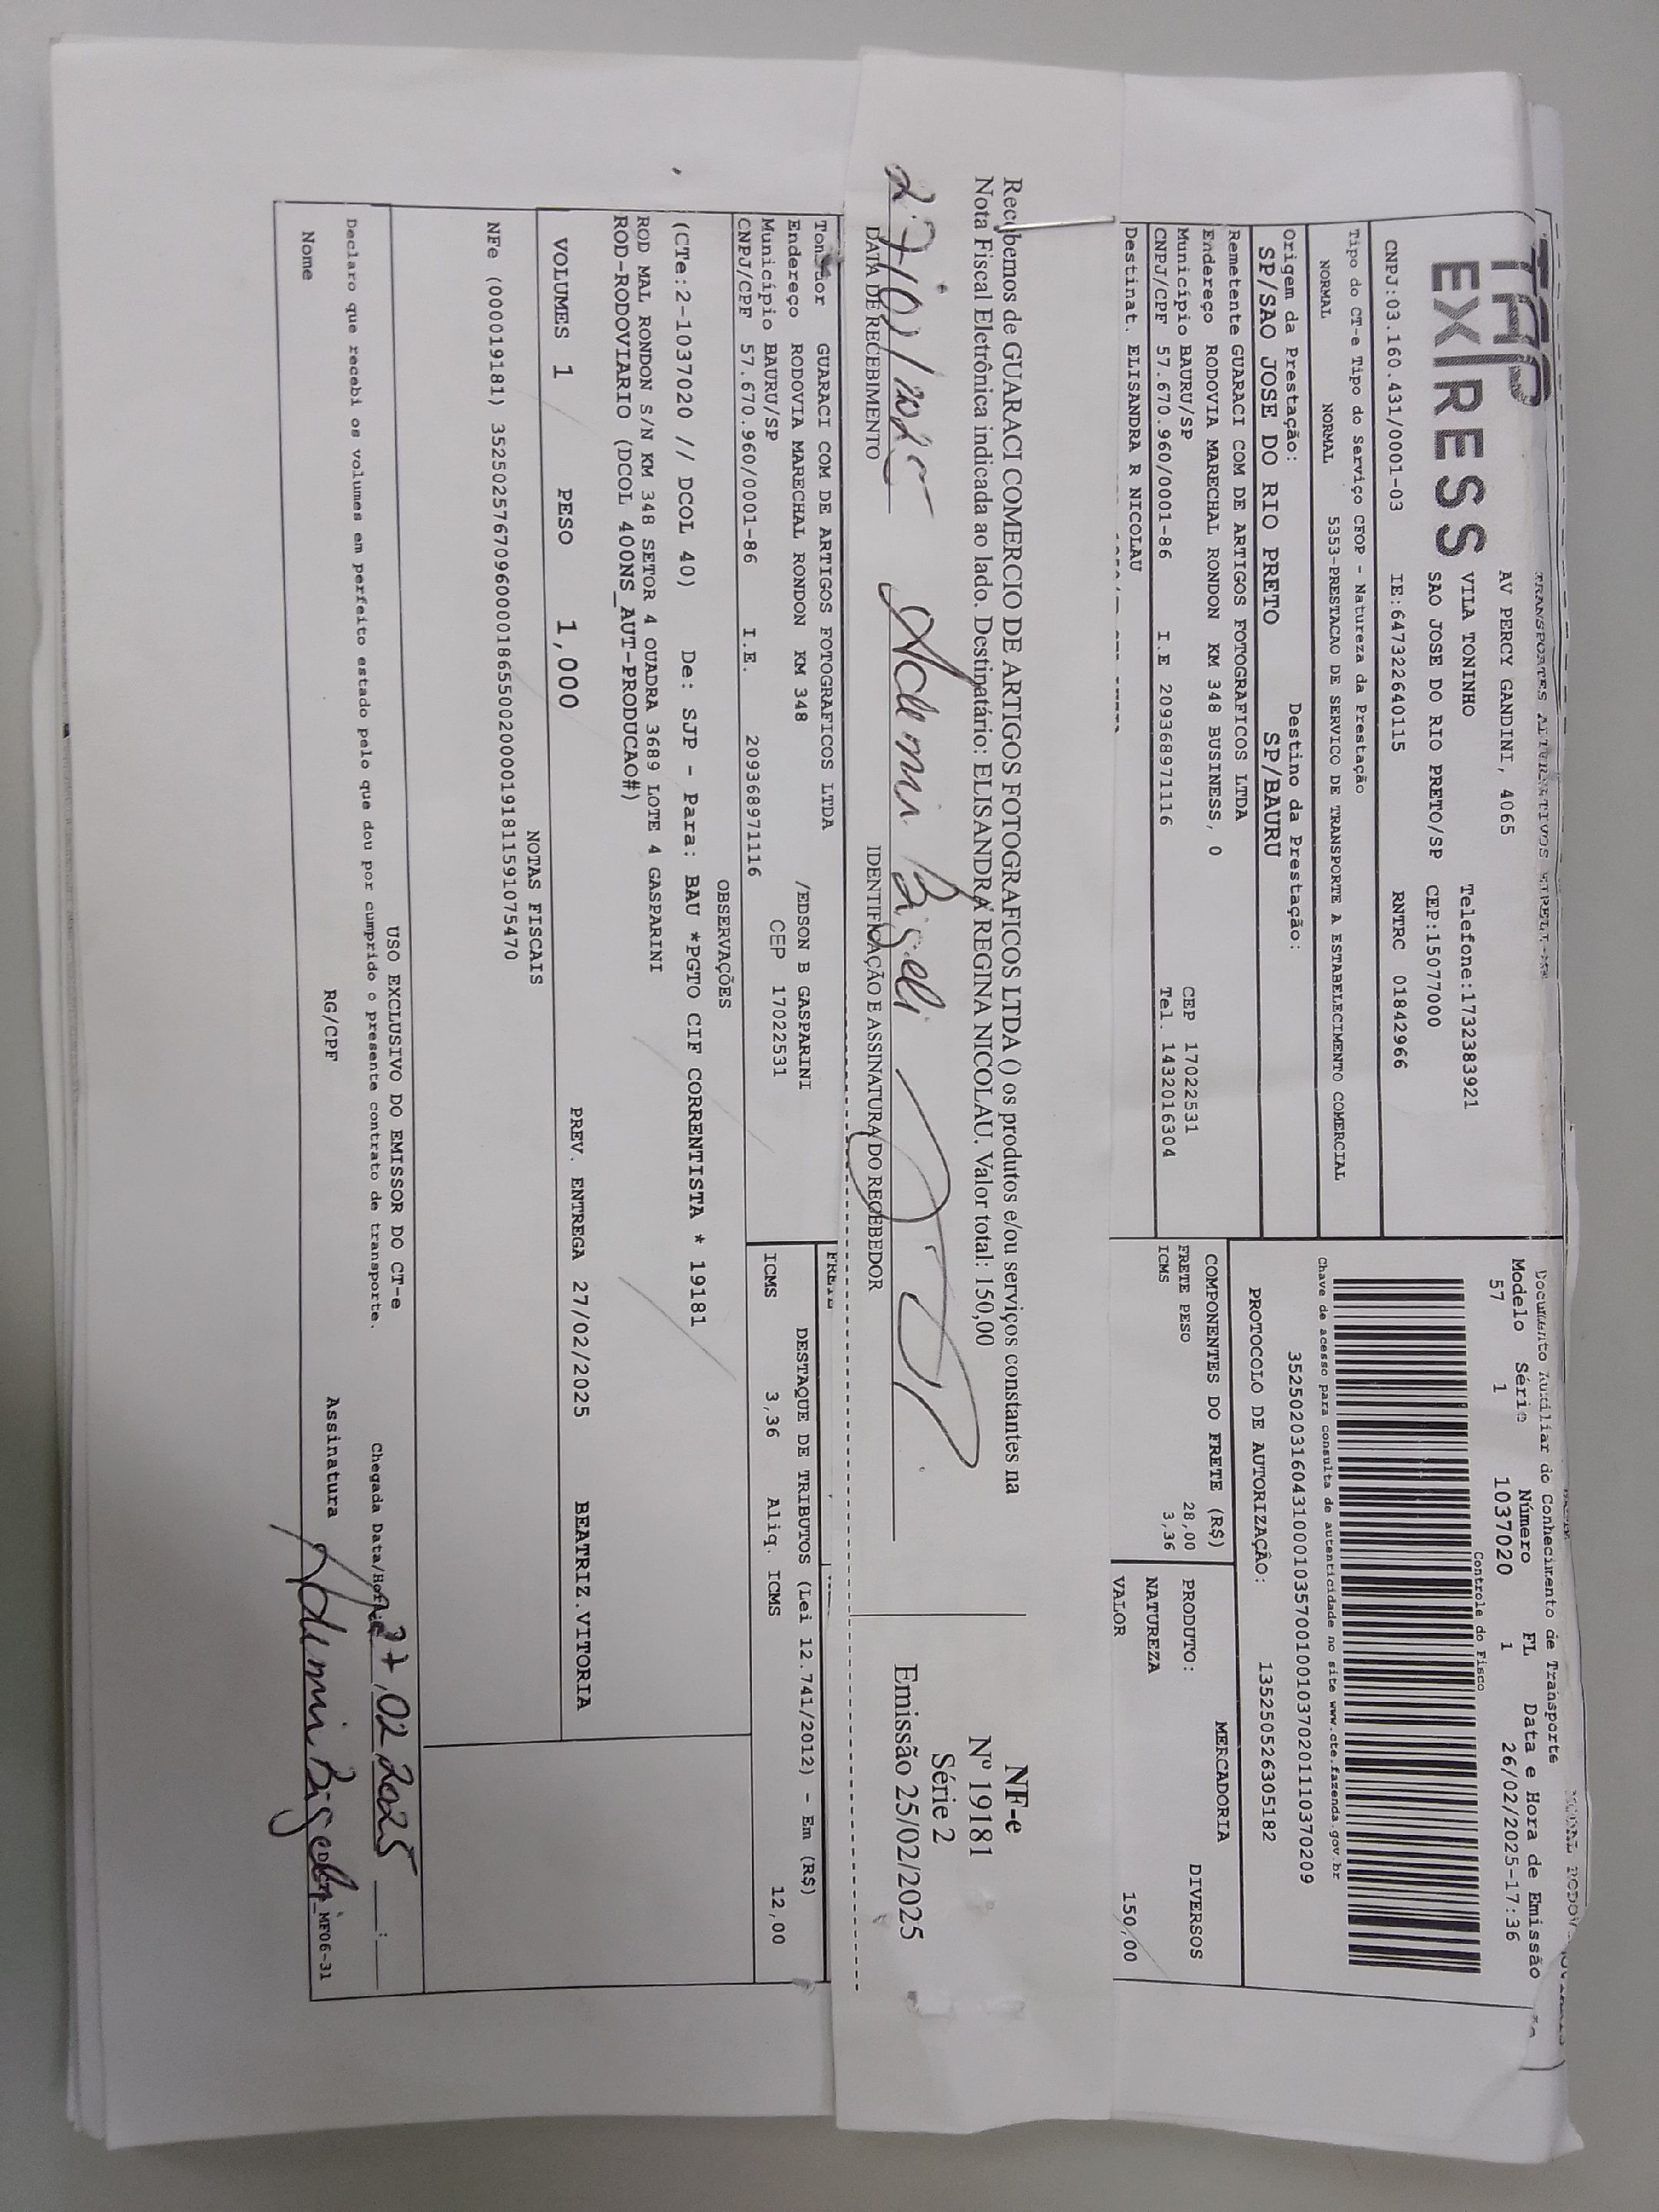 TRANSPORTES ALTERNATIVOS EIRELI-ME
TAF
EXPRESS
AV PERCY GANDINI, 4065
VILA TONINHO Telefone:1732383921
SAO JOSE DO RIO PRETO/SP CEP:15077000
CNPJ:03.160.431/0001-03 IE:647322640115 RNTRC 01842966
Tipo do CT-e Tipo do Serviço CFOP - Natureza da Prestação
NORMAL NORMAL 5353-PRESTACAO DE SERVICO DE TRANSPORTE A ESTABELECIMENTO COMERCIAL
Origem da Prestação: Destino da Prestação:
SP/SAO JOSE DO RIO PRETO SP/BAURU
Remetente GUARACI COM DE ARTIGOS FOTOGRAFICOS LTDA
Endereço RODOVIA MARECHAL RONDON KM 348 BUSINESS, 0
Município BAURU/SP CEP 17022531
CNPJ/CPF 57.670.960/0001-86 I.E 209368971116 Tel. 1432016304
Destinat. ELISANDRA R NICOLAU
Documento Auxiliar do Conhecimento de Transporte
Modelo Série Número FL Data e Hora de Emissão
57 1 1037020 1 26/02/2025-17:36
Controle do Fisco
Chave de acesso para consulta de autenticidade no site www.cte.fazenda.gov.br
35250203160431000103570010010370201110370209
PROTOCOLO DE AUTORIZAÇÃO: 135250526305182
COMPONENTES DO FRETE (R$) MERCADORIA
FRETE PESO 28,00 PRODUTO: DIVERSOS
ICMS 3,36 NATUREZA
VALOR 150,00
Recebemos de GUARACI COMERCIO DE ARTIGOS FOTOGRAFICOS LTDA () os produtos e/ou serviços constantes na
Nota Fiscal Eletrônica indicada ao lado. Destinatário: ELISANDRA REGINA NICOLAU. Valor total: 150,00
27/02/2025 Ademir Bigeli
DATA DE RECEBIMENTO IDENTIFICAÇÃO E ASSINATURA DO RECEBEDOR
NF-e
Nº 19181
Série 2
Emissão 25/02/2025
Tomador GUARACI COM DE ARTIGOS FOTOGRAFICOS LTDA
Endereço RODOVIA MARECHAL RONDON KM 348 /EDSON B GASPARINI
Município BAURU/SP CEP 17022531
CNPJ/CPF 57.670.960/0001-86 I.E. 209368971116
FRETE
DESTAQUE DE TRIBUTOS (Lei 12.741/2012) - Em (R$)
ICMS 3,36 Aliq. ICMS 12,00
OBSERVAÇÕES
(CTe:2-1037020 // DCOL 40) De: SJP - Para: BAU *PGTO CIF CORRENTISTA * 19181
ROD MAL RONDON S/N KM 348 SETOR 4 QUADRA 3689 LOTE 4 GASPARINI
ROD-RODOVIARIO (DCOL 400NS_AUT-PRODUCAO#)
VOLUMES 1 PESO 1,000 PREV. ENTREGA 27/02/2025 BEATRIZ.VITORIA
NOTAS FISCAIS
NFe (000019181) 35250257670960000186550020000191811591075470
USO EXCLUSIVO DO EMISSOR DO CT-e
Declaro que recebi os volumes em perfeito estado pelo que dou por cumprido o presente contrato de transporte. Chegada Data/Hora: 27,02,2025 __:__
Nome RG/CPF Assinatura Ademir Bigeli
MF06-31